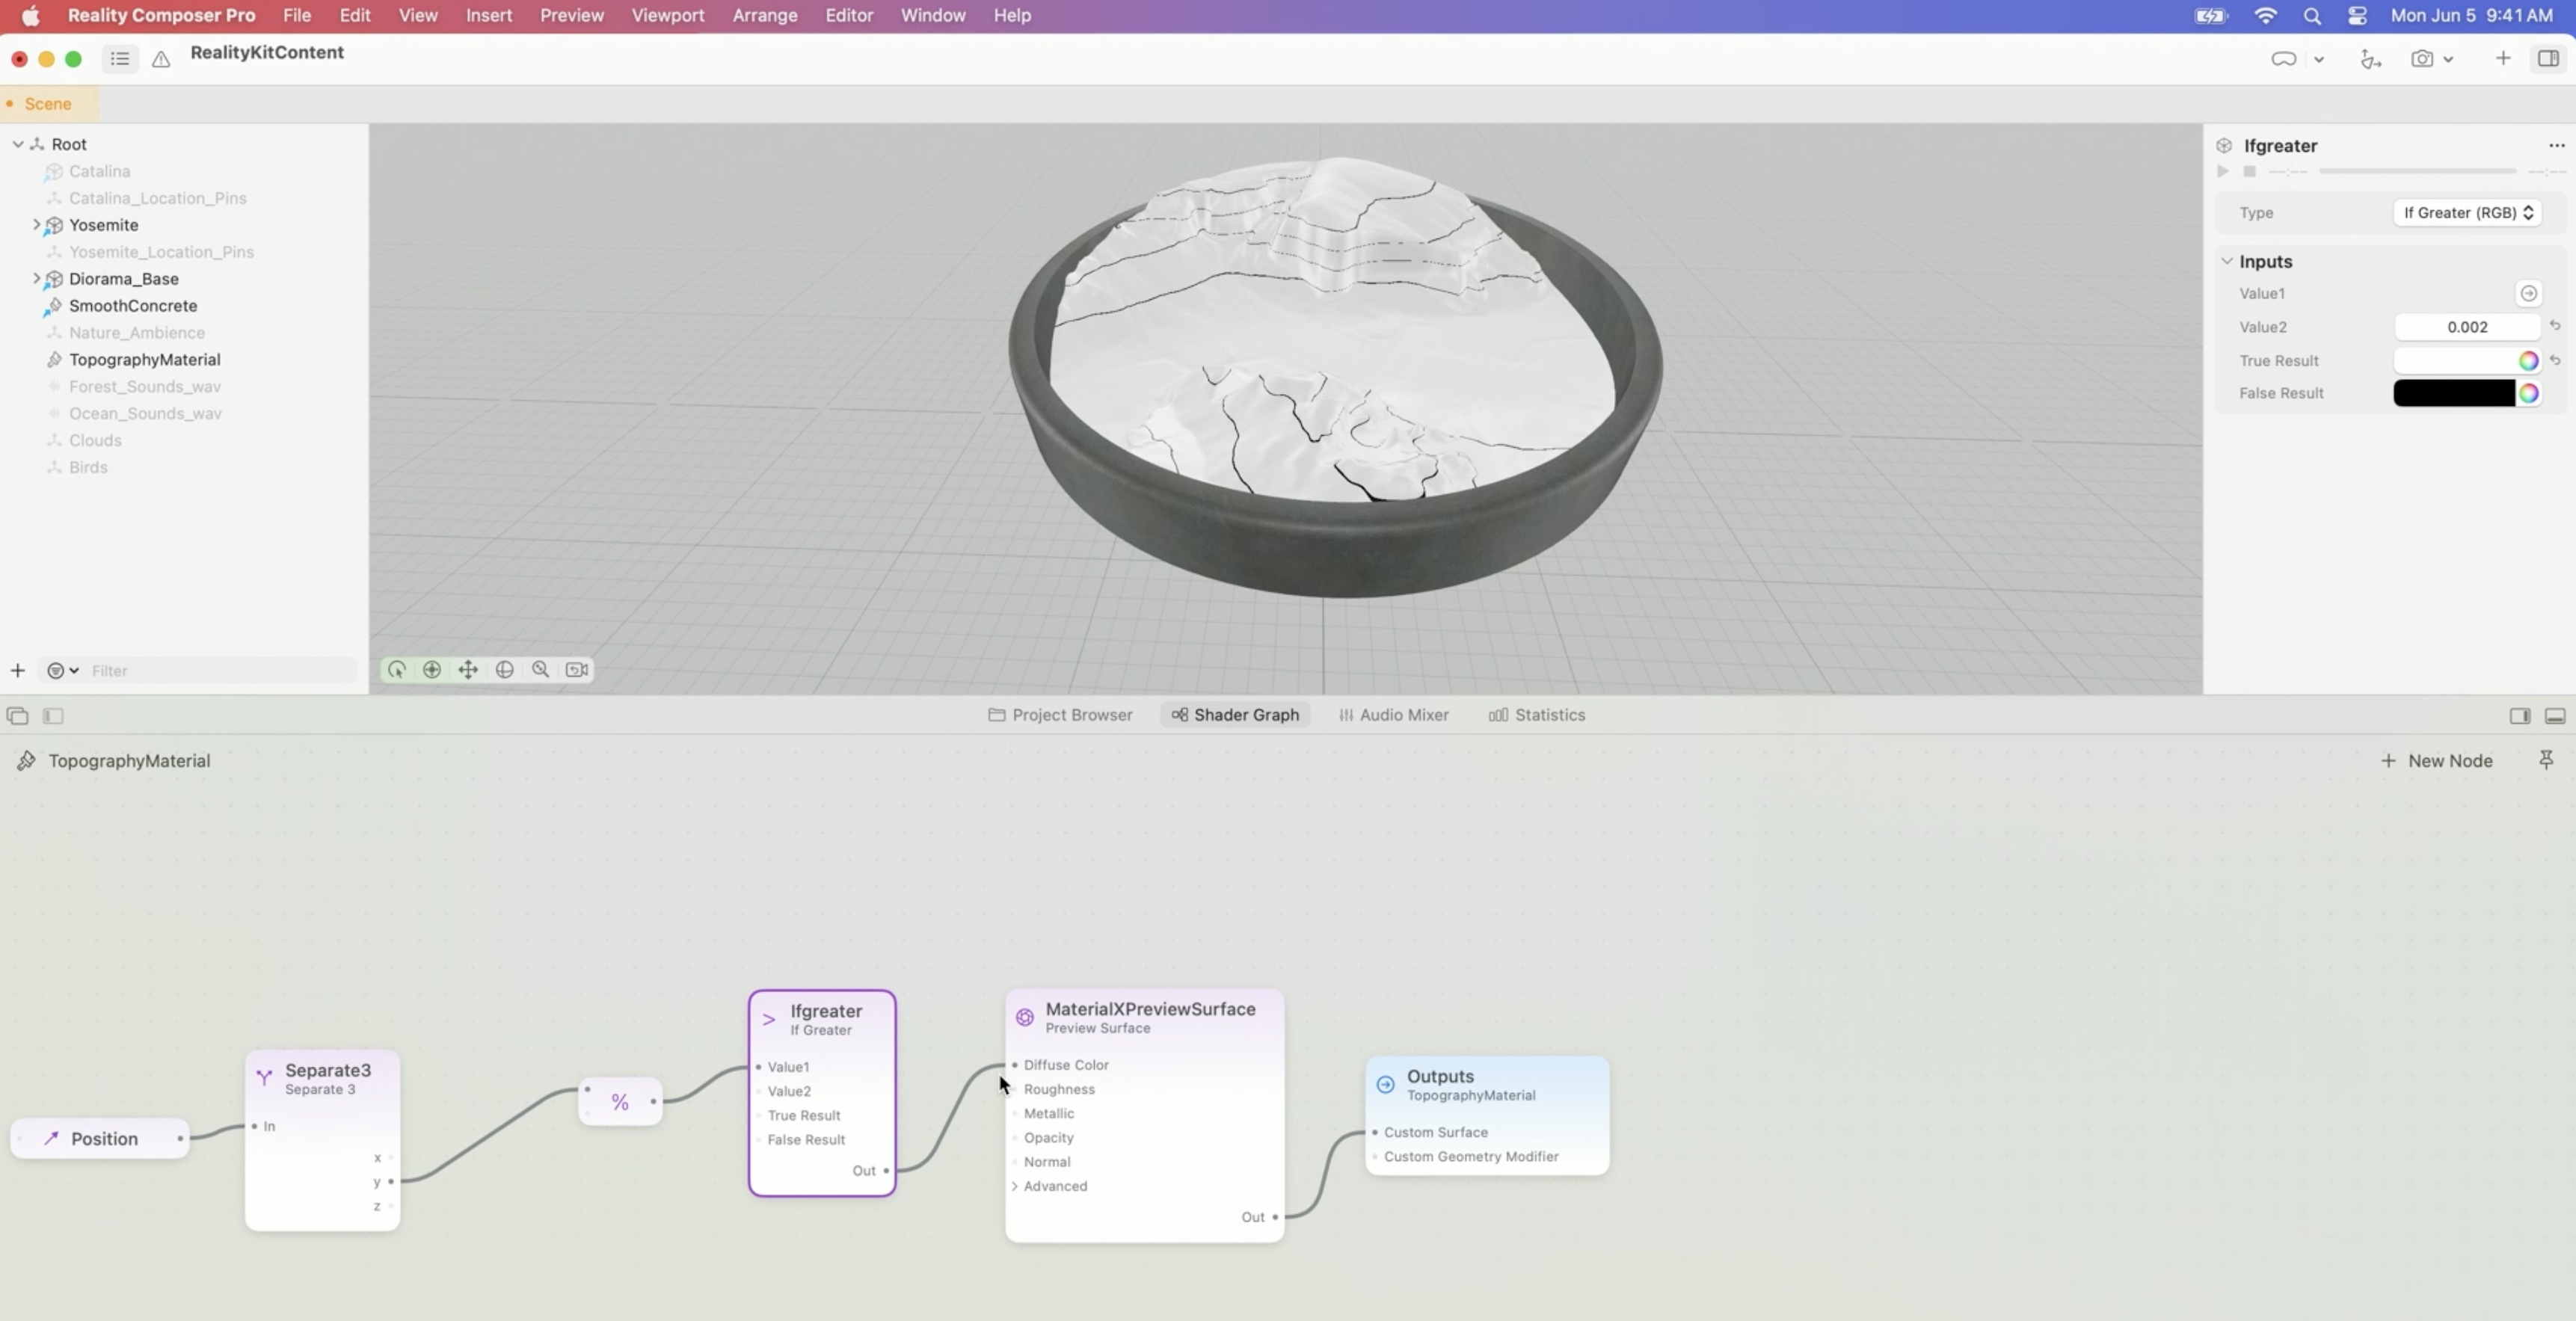 Reality Composer Pro File Edit View Insert Preview Viewport Arrange Editor Window Help Mon Jun 5 9:41 AM
RealityKitContent
Scene
Root
Catalina
Catalina_Location_Pins
Yosemite
Yosemite_Location_Pins
Diorama_Base
SmoothConcrete
Nature_Ambience
TopographyMaterial
Forest_Sounds_wav
Ocean_Sounds_wav
Clouds
Birds
Filter
Ifgreater
--:-- --:--
Type If Greater (RGB)
Inputs
Value1
Value2 0.002
True Result
False Result
Project Browser Shader Graph Audio Mixer Statistics
TopographyMaterial
New Node
Position
Separate3
Separate 3
In
x
y
z
%
Ifgreater
If Greater
Value1
Value2
True Result
False Result
Out
MaterialXPreviewSurface
Preview Surface
Diffuse Color
Roughness
Metallic
Opacity
Normal
Advanced
Out
Outputs
TopographyMaterial
Custom Surface
Custom Geometry Modifier